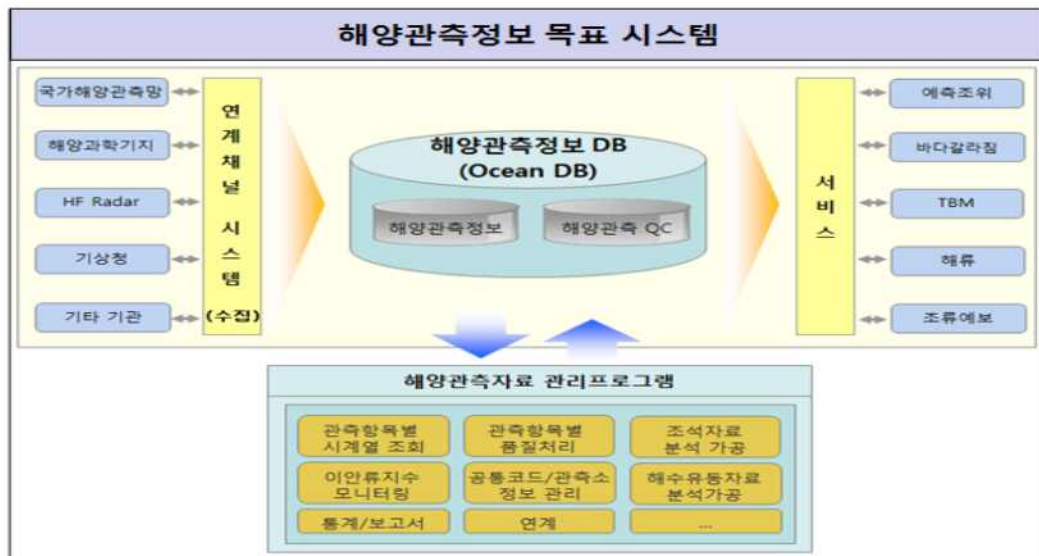 해양관측정보 목표 시스템
국가해양관측망
해양과학기지
HF Radar
기상청
기타 기관
연계채널 시스템
(수집)
해양관측정보 DB
(Ocean DB)
해양관측정보
해양관측 QC
서비스
예측조위
바다갈라짐
TBM
해류
조류예보
해양관측자료 관리프로그램
관측항목별
시계열 조회
관측항목별
품질처리
조석자료
분석 가공
이안류지수
모니터링
공통코드/관측소
정보 관리
해수유동자료
분석가공
통계/보고서
연계
...